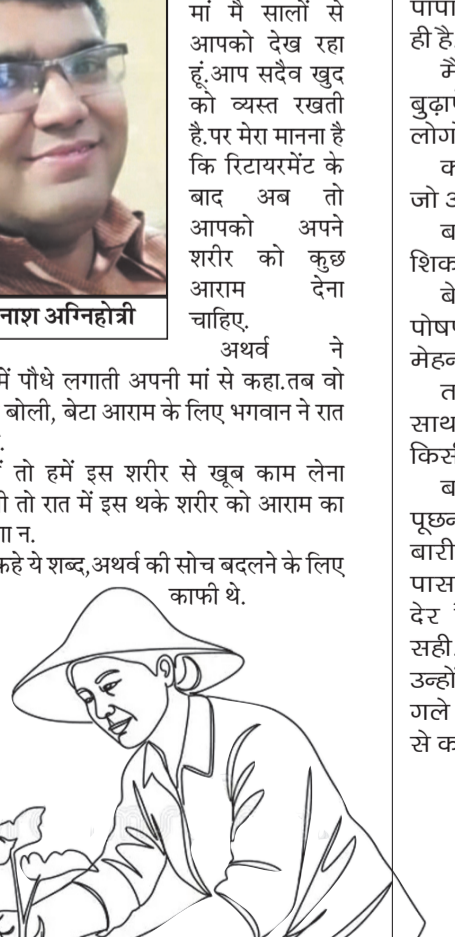 मां मै सालों से
आपको देख रहा
हूं.आप सदैव खुद
को व्यस्त रखती
है.पर मेरा मानना है
कि रिटायरमेंट के
बाद अब तो
आपको अपने
शरीर को कुछ
आराम देना
चाहिए.
नाश अग्निहोत्री
अथर्व ने
में पौधे लगाती अपनी मां से कहा.तब वो
बोली, बेटा आराम के लिए भगवान ने रात
तो हमें इस शरीर से खूब काम लेना
तो रात में इस थके शरीर को आराम का
न.
कहे ये शब्द,अथर्व की सोच बदलने के लिए
काफी थे.
पापा
ही है.
मै
बुढ़ापे
लोगो
जो
शिक
बे
पोषण
मेहन
साथ
किसी
पूछन
बारी
पास
देर
सही.
उन्हों
गले
से क